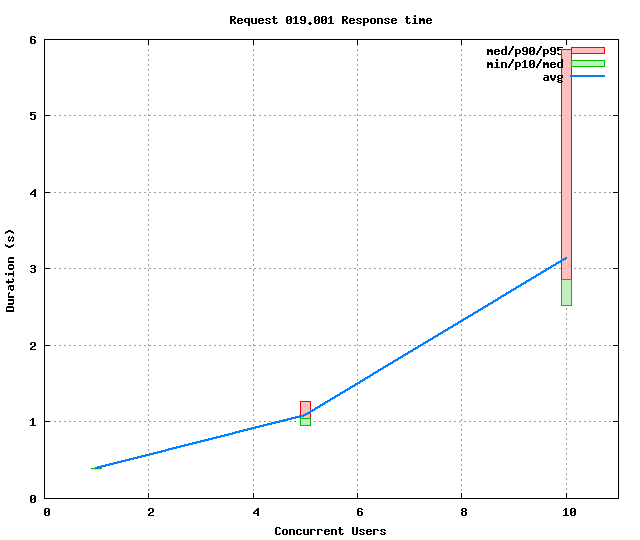 Request 019.001 Response time
med/p90/p95
min/p10/med
avg
6
5
4
3
2
1
0
Duration (s)
0 2 4 6 8 10
Concurrent Users